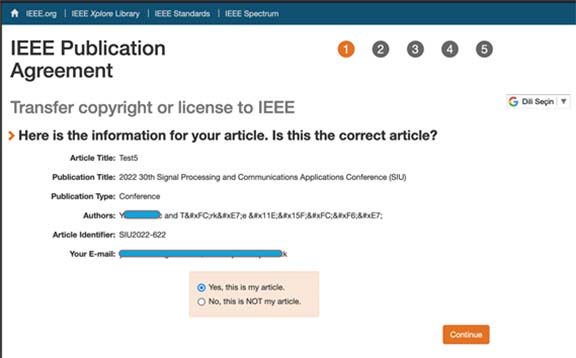 IEEE.org | IEEE Xplore Library | IEEE Standards | IEEE Spectrum
IEEE Publication
Agreement
1 2 3 4 5
Transfer copyright or license to IEEE
Dili Seçin
Here is the information for your article. Is this the correct article?
Article Title: Test5
Publication Title: 2022 30th Signal Processing and Communications Applications Conference (SIU)
Publication Type: Conference
Authors: and T&#xFC;rk&#xE7;e &#x11E;&#x15F;&#xFC;&#xF6;&#xE7;
Article Identifier: SIU2022-622
Your E-mail:
Yes, this is my article.
No, this is NOT my article.
Continue